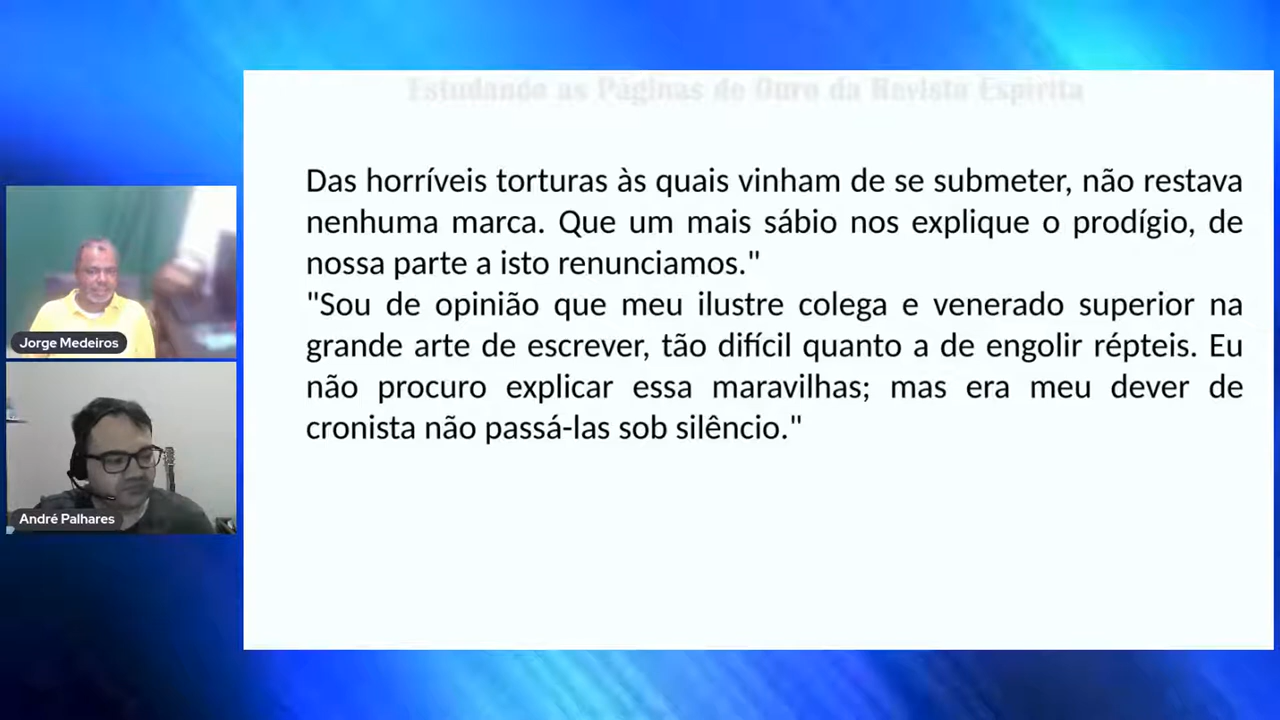 Estudando as Páginas de Ouro da Revista Espírita
Das horríveis torturas às quais vinham de se submeter, não restava
nenhuma marca. Que um mais sábio nos explique o prodígio, de
nossa parte a isto renunciamos."
"Sou de opinião que meu ilustre colega e venerado superior na
grande arte de escrever, tão difícil quanto a de engolir répteis. Eu
não procuro explicar essa maravilhas; mas era meu dever de
cronista não passá-las sob silêncio."
Jorge Medeiros
André Palhares